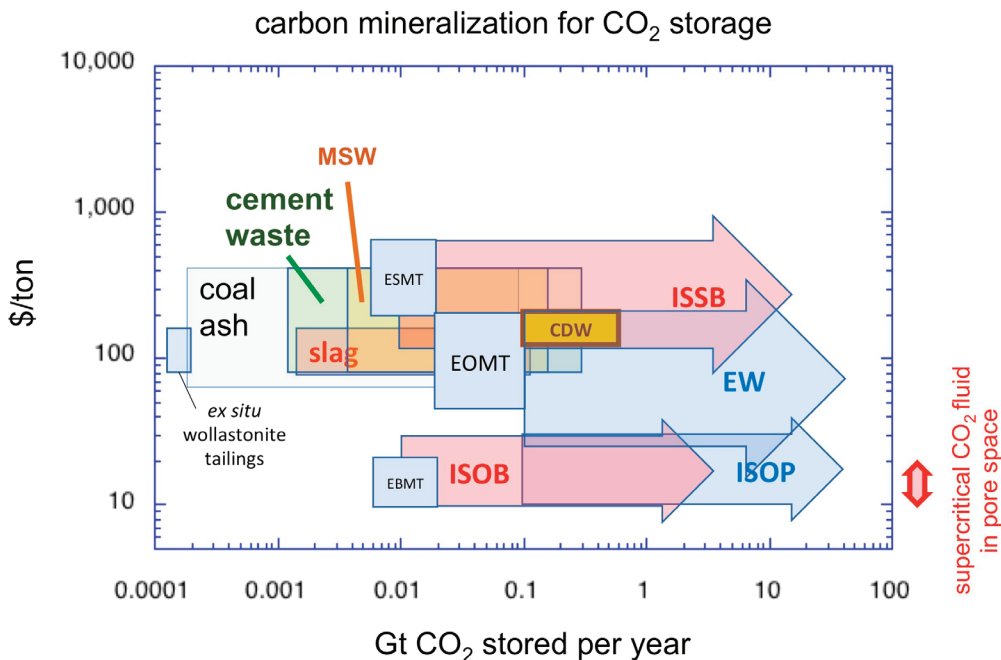 carbon mineralization for CO₂ storage
10,000
1,000
100
10
$/ton
MSW
cement
waste
coal
ash
slag
ESMT
EOMT
EBMT
CDW
ISSB
EW
ISOB
ISOP
ex situ
wollastonite
tailings
supercritical CO₂ fluid
in pore space
0.0001
0.001
0.01
0.1
1
10
100
Gt CO₂ stored per year